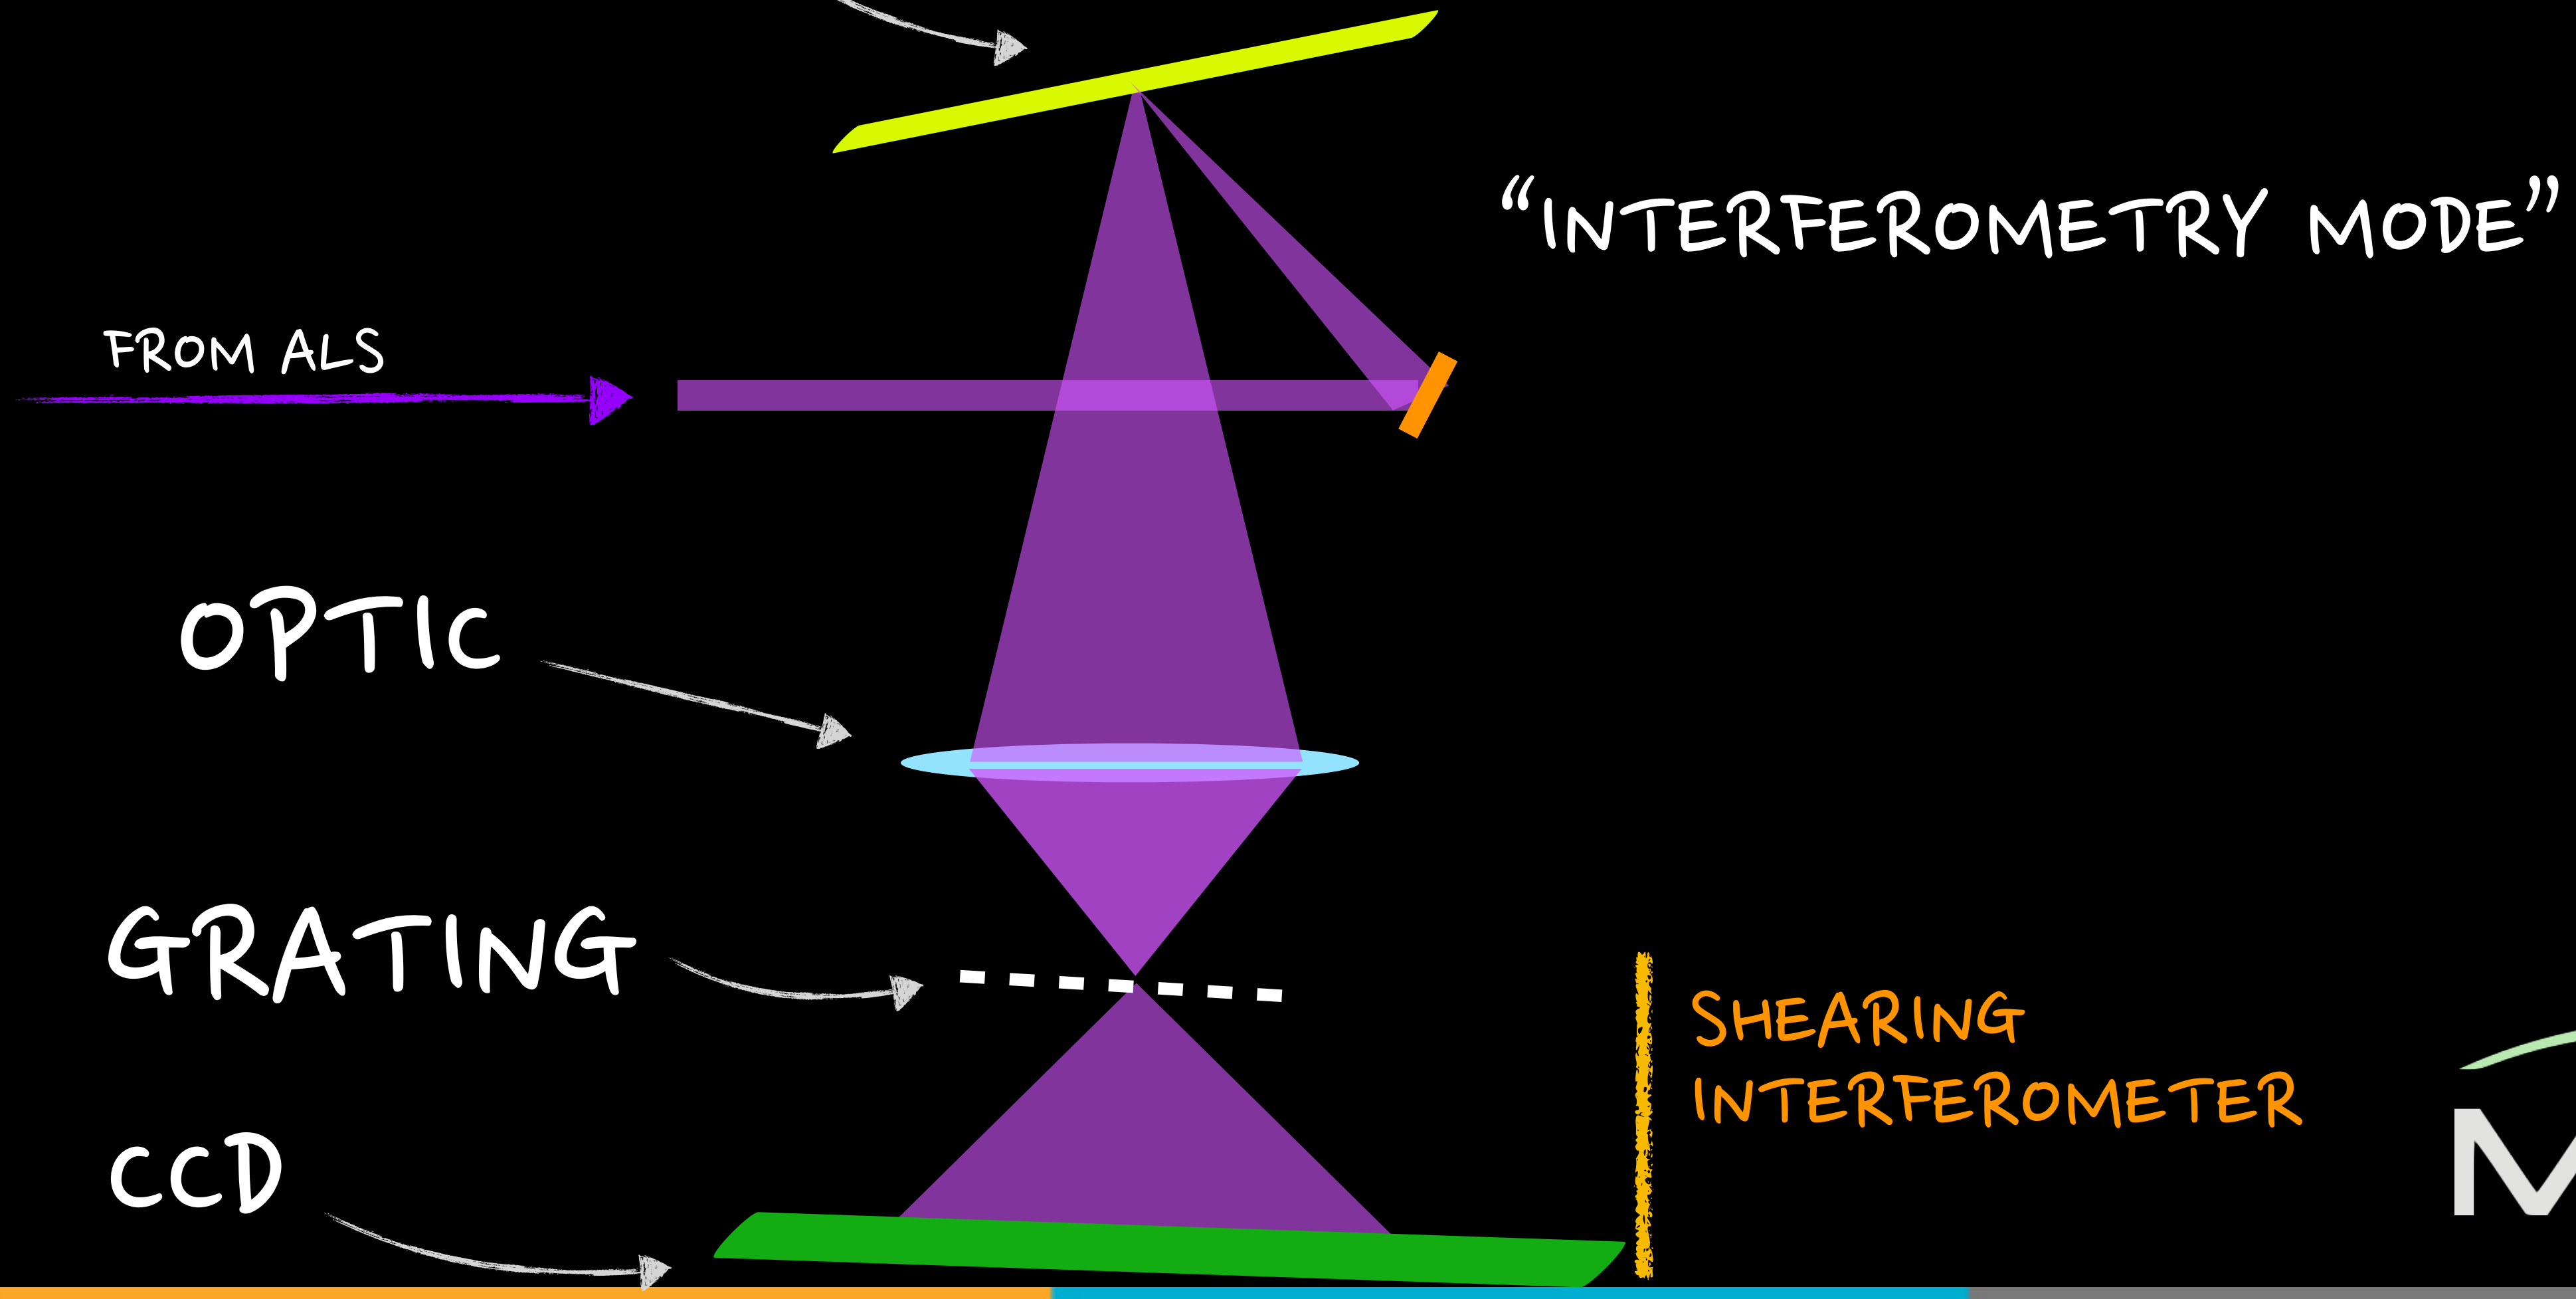 “INTERFEROMETRY MODE”
FROM ALS
OPTIC
GRATING
SHEARING
INTERFEROMETER
CCD
M